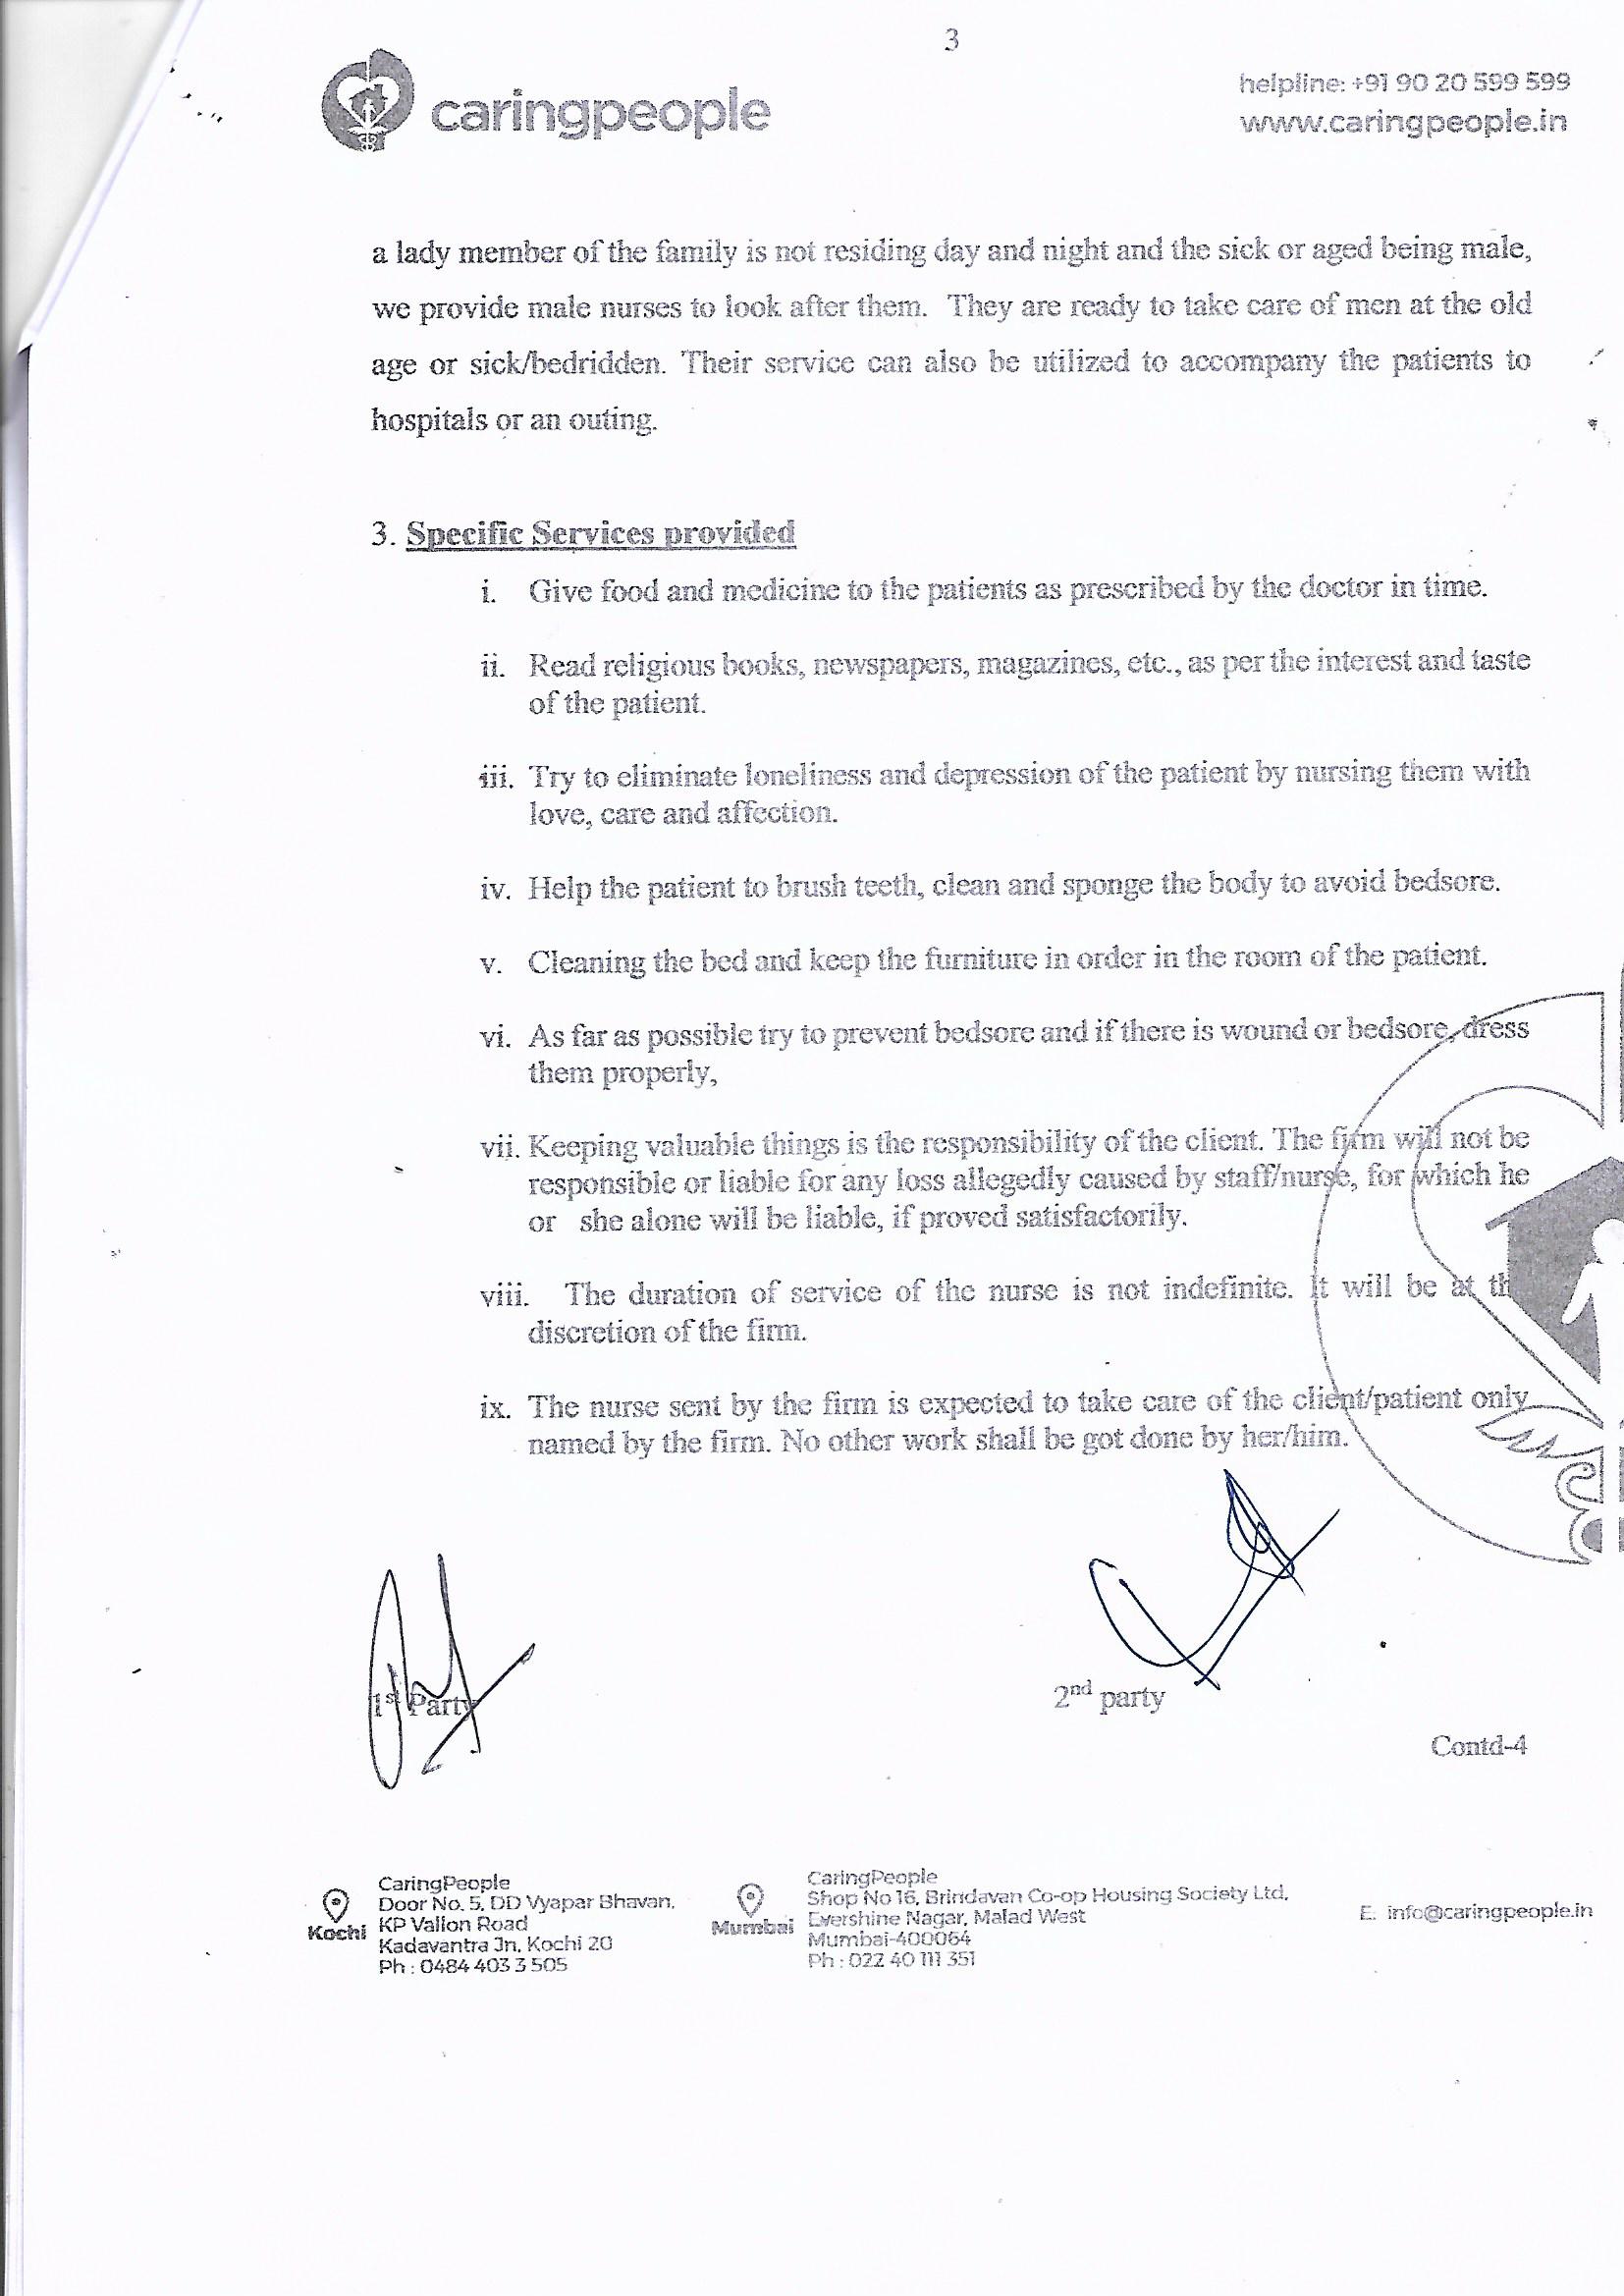 3
caringpeople
helpline: +91 90 20 599 599
www.caringpeople.in
a lady member of the family is not residing day and night and the sick or aged being male,
we provide male nurses to look after them. They are ready to take care of men at the old
age or sick/bedridden. Their service can also be utilized to accompany the patients to
hospitals or an outing.
3. Specific Services provided
i. Give food and medicine to the patients as prescribed by the doctor in time.
ii. Read religious books, newspapers, magazines, etc., as per the interest and taste
of the patient.
iii. Try to eliminate loneliness and depression of the patient by nursing them with
love, care and affection.
iv. Help the patient to brush teeth, clean and sponge the body to avoid bedsore.
v. Cleaning the bed and keep the furniture in order in the room of the patient.
vi. As far as possible try to prevent bedsore and if there is wound or bedsore, dress
them properly,
vii. Keeping valuable things is the responsibility of the client. The firm will not be
responsible or liable for any loss allegedly caused by staff/nurse, for which he
or she alone will be liable, if proved satisfactorily.
viii. The duration of service of the nurse is not indefinite. It will be at th
discretion of the firm.
ix. The nurse sent by the firm is expected to take care of the client/patient only
named by the firm. No other work shall be got done by her/him.
1st Party
2nd party
Contd-4
Kochi
CaringPeople
Door No. 5, DD Vyapar Bhavan,
KP Vallon Road
Kadavantra Jn, Kochi 20
Ph : 0484 403 3 505
Mumbai
CaringPeople
Shop No 16, Brindavan Co-op Housing Society Ltd,
Evershine Nagar, Malad West
Mumbai-400064
Ph : 022 40 111 351
E: info@caringpeople.in